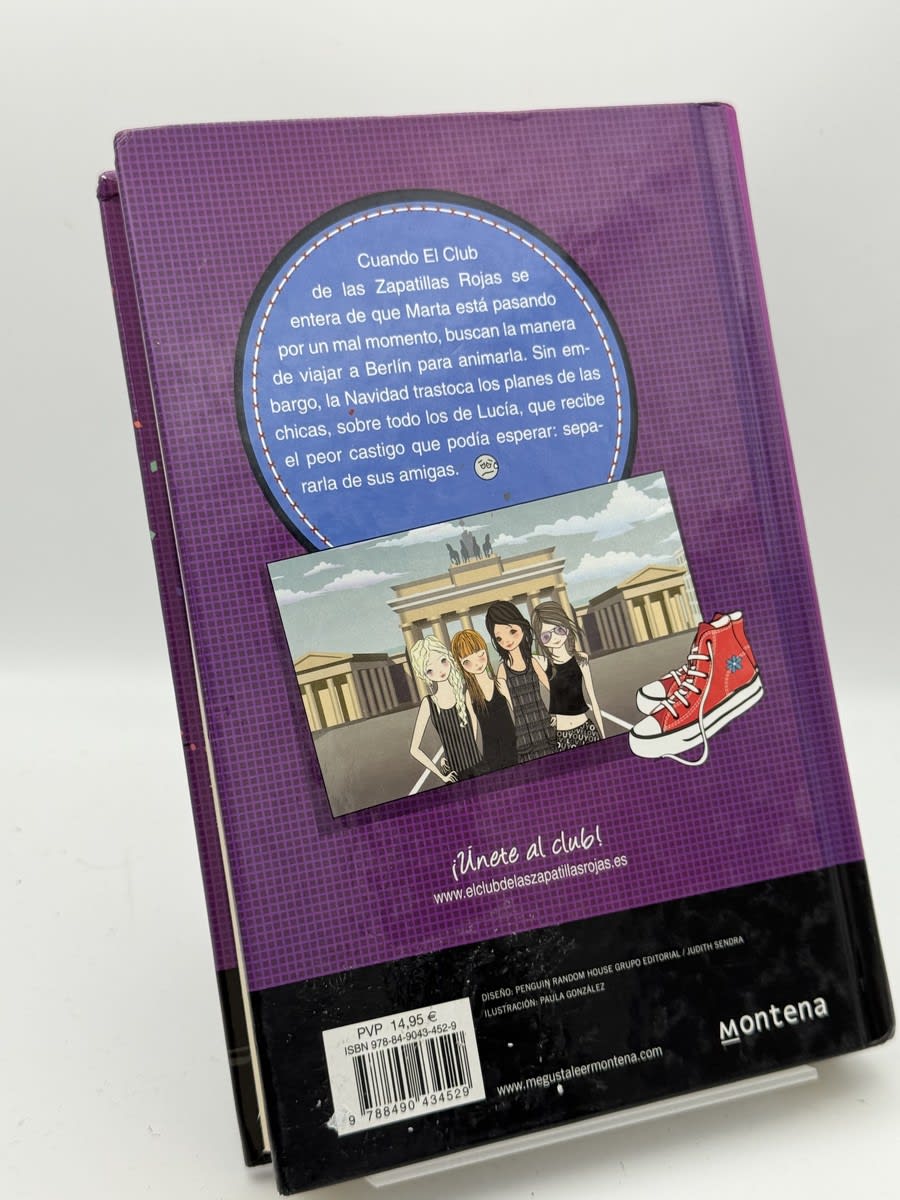 Cuando El Club
de las Zapatillas Rojas se
entera de que Marta está pasando
por un mal momento, buscan la manera
de viajar a Berlín para animarla. Sin em-
bargo, la Navidad trastoca los planes de las
chicas, sobre todo los de Lucía, que recibe
el peor castigo que podía esperar: sepa-
rarla de sus amigas.
¡Únete al club!
www.elclubdelaszapatillasrojas.es
DISEÑO: PENGUIN RANDOM HOUSE GRUPO EDITORIAL / JUDITH SENDRA
ILUSTRACIÓN: PAULA GONZÁLEZ
PVP 14,95 €
ISBN 978-84-9043-452-9
9 788490 434529
www.megustaleermontena.com
Montena